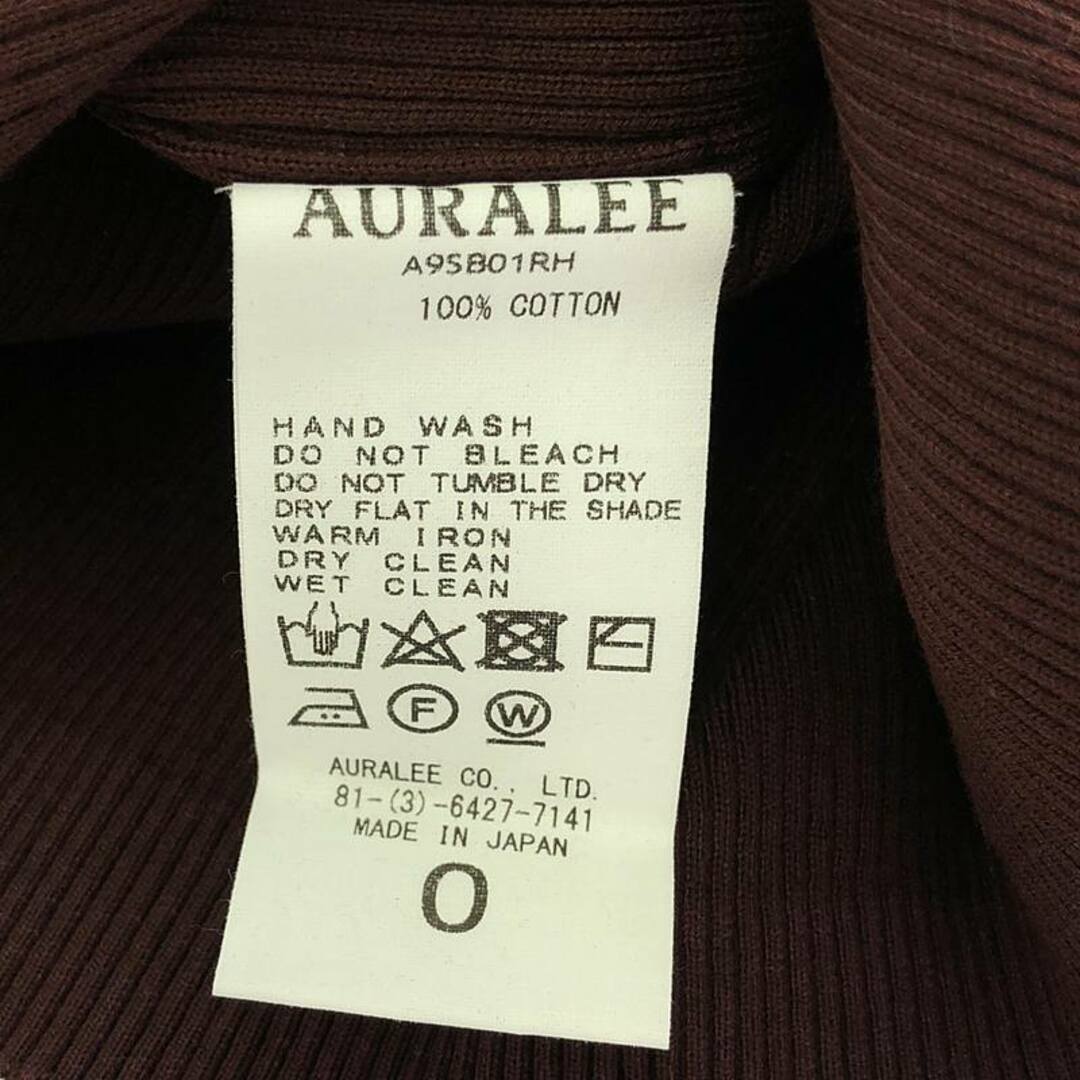 AURALEE
A9SB01RH
100% COTTON
HAND WASH
DO NOT BLEACH
DO NOT TUMBLE DRY
DRY FLAT IN THE SHADE
WARM IRON
DRY CLEAN
WET CLEAN
F W
AURALEE CO., LTD.
81-(3)-6427-7141
MADE IN JAPAN
0